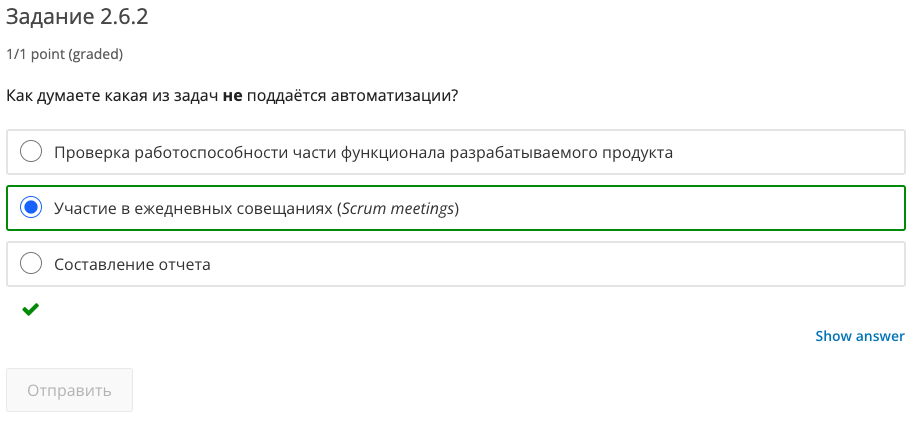 Задание 2.6.2
1/1 point (graded)
Как думаете какая из задач не поддаётся автоматизации?
Проверка работоспособности части функционала разрабатываемого продукта
Участие в ежедневных совещаниях (Scrum meetings)
Составление отчета
Show answer
Отправить